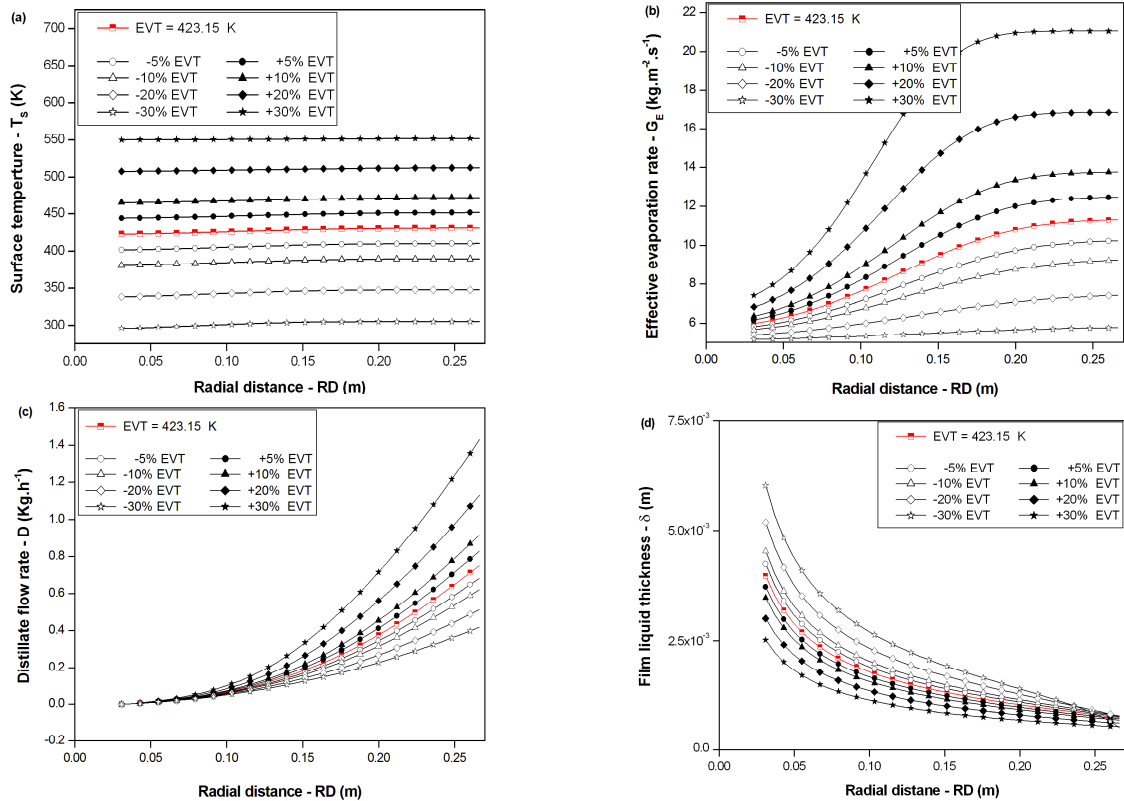 (a)
Surface temperture - T_S (K)
700
650
600
550
500
450
400
350
300
EVT = 423.15 K
-5% EVT +5% EVT
-10% EVT +10% EVT
-20% EVT +20% EVT
-30% EVT +30% EVT
0.00 0.05 0.10 0.15 0.20 0.25
Radial distance - RD (m)
(b)
Effective evaporation rate - G_E (kg.m⁻².s⁻¹)
22
20
18
16
14
12
10
8
6
EVT = 423.15 K
-5% EVT +5% EVT
-10% EVT +10% EVT
-20% EVT +20% EVT
-30% EVT +30% EVT
0.00 0.05 0.10 0.15 0.20 0.25
Radial distance - RD (m)
(c)
Distillate flow rate - D (Kg.h⁻¹)
1.6
1.4
1.2
1.0
0.8
0.6
0.4
0.2
0.0
-0.2
EVT = 423.15 K
-5% EVT +5% EVT
-10% EVT +10% EVT
-20% EVT +20% EVT
-30% EVT +30% EVT
0.00 0.05 0.10 0.15 0.20 0.25
Radial distance - RD (m)
(d)
Film liquid thickness - δ (m)
7.5x10⁻³
5.0x10⁻³
2.5x10⁻³
0.0
EVT = 423.15 K
-5% EVT +5% EVT
-10% EVT +10% EVT
-20% EVT +20% EVT
-30% EVT +30% EVT
0.00 0.05 0.10 0.15 0.20 0.25
Radial distane - RD (m)